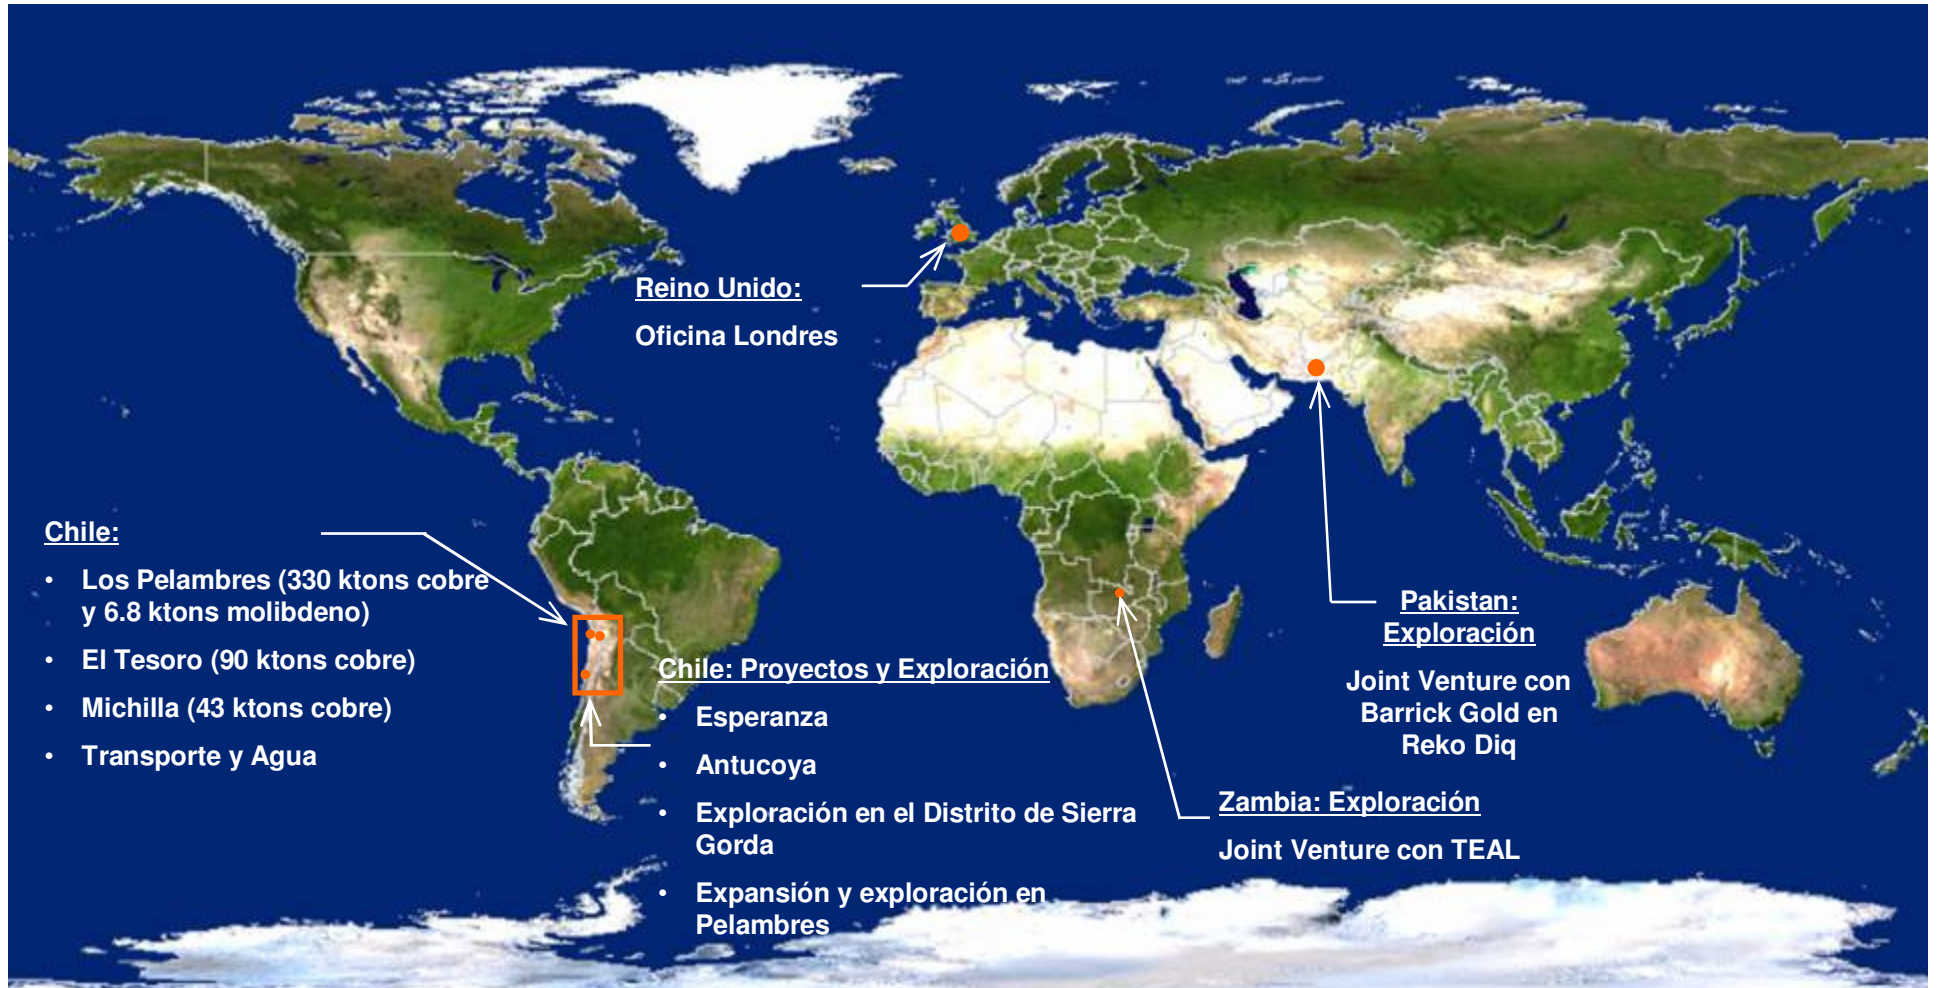 Reino Unido:
Oficina Londres
Chile:
• Los Pelambres (330 ktons cobre
y 6.8 ktons molibdeno)
• El Tesoro (90 ktons cobre)
• Michilla (43 ktons cobre)
• Transporte y Agua
Chile: Proyectos y Exploración
• Esperanza
• Antucoya
• Exploración en el Distrito de Sierra
Gorda
• Expansión y exploración en
Pelambres
Pakistan:
Exploración
Joint Venture con
Barrick Gold en
Reko Diq
Zambia: Exploración
Joint Venture con TEAL